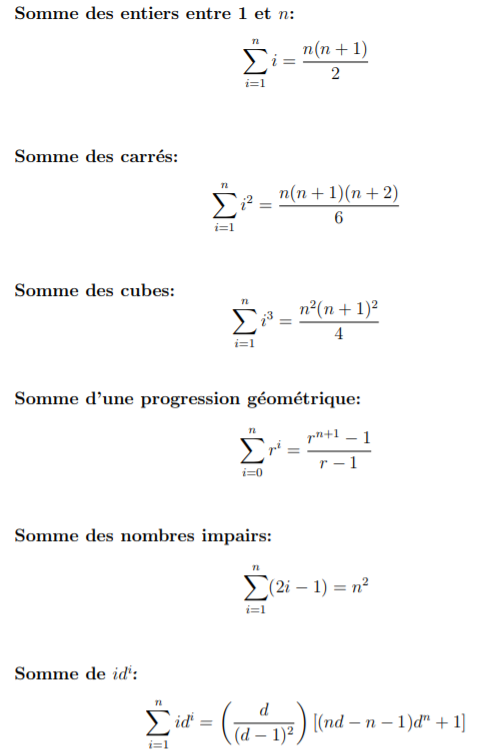 Somme des entiers entre 1 et n:
\sum_{i=1}^{n} i = \frac{n(n+1)}{2}
Somme des carrés:
\sum_{i=1}^{n} i^2 = \frac{n(n+1)(n+2)}{6}
Somme des cubes:
\sum_{i=1}^{n} i^3 = \frac{n^2(n+1)^2}{4}
Somme d'une progression géométrique:
\sum_{i=0}^{n} r^i = \frac{r^{n+1} - 1}{r - 1}
Somme des nombres impairs:
\sum_{i=1}^{n} (2i - 1) = n^2
Somme de id^i:
\sum_{i=1}^{n} id^i = \left( \frac{d}{(d-1)^2} \right) [(nd - n - 1)d^n + 1]